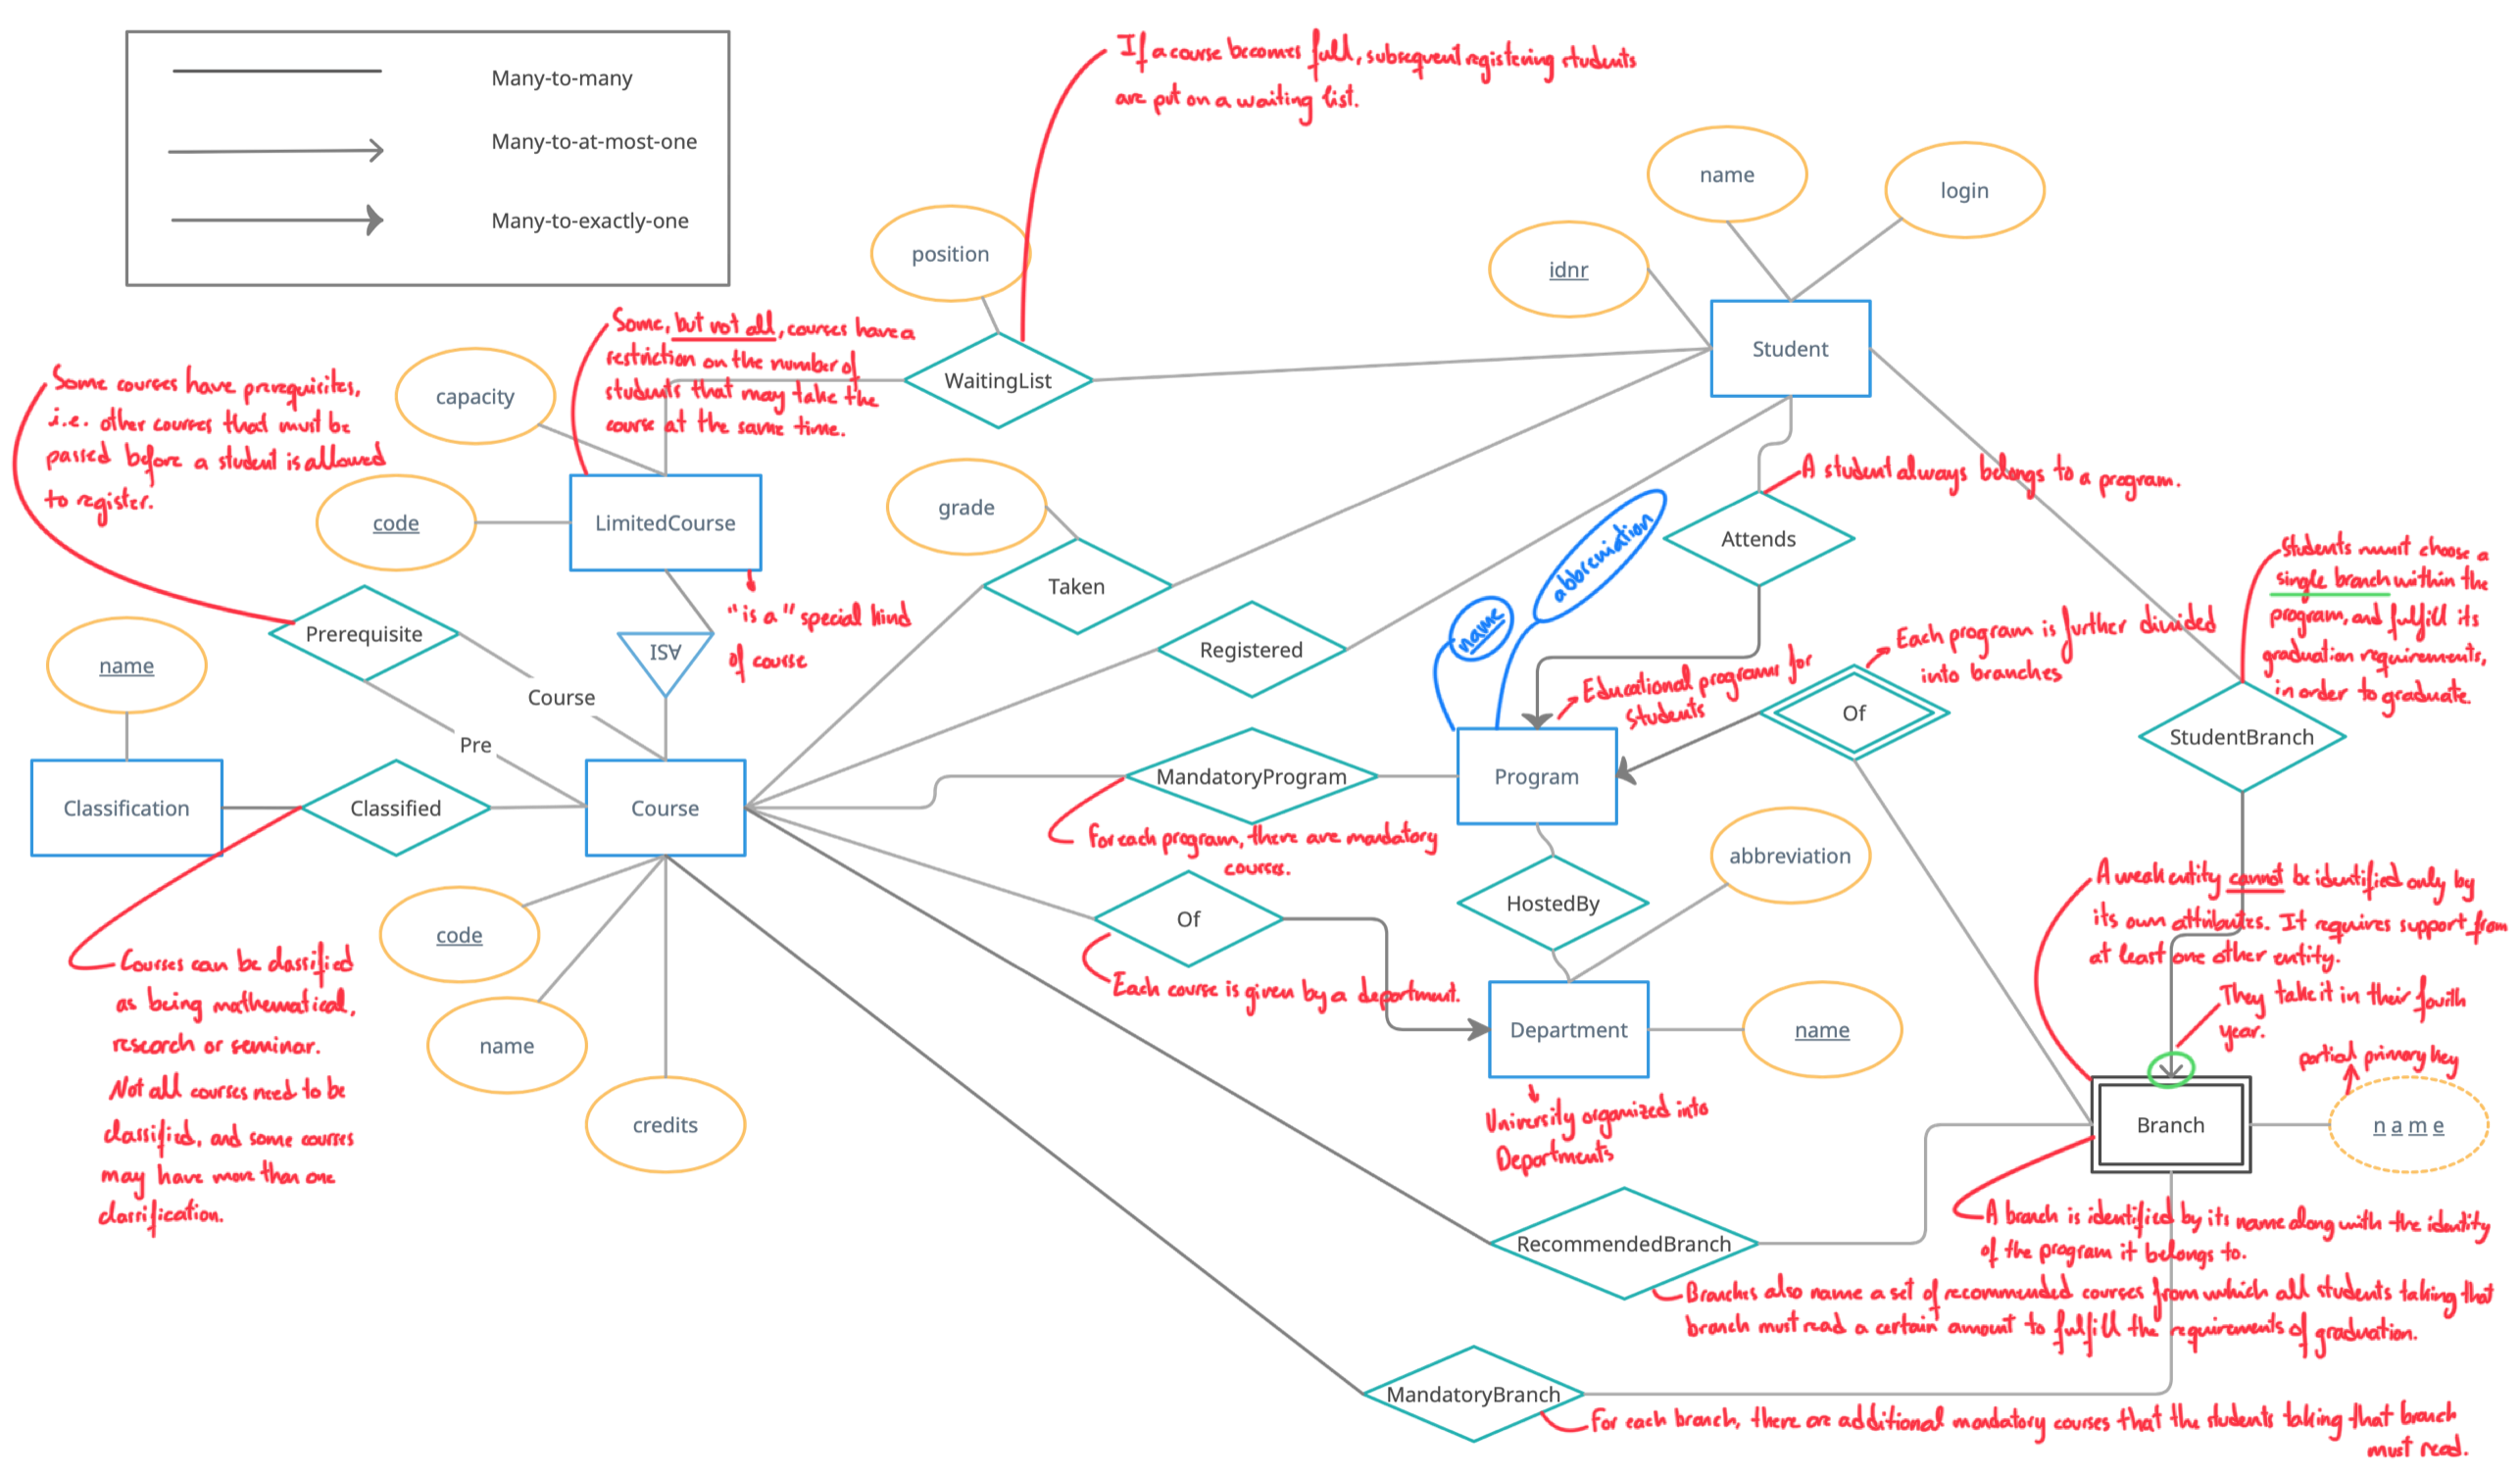 Many-to-many
Many-to-at-most-one
Many-to-exactly-one
If a course becomes full, subsequent registering students
are put on a waiting list.
name
login
position
idnr
Student
Some, but not all, courses have a
restriction on the number of
students that may take the
course at the same time.
WaitingList
Some courses have prerequisites,
i.e. other courses that must be
passed before a student is allowed
to register.
capacity
code
LimitedCourse
grade
A student always belongs to a program.
Attends
abbreviation
name
Students must choose a
single branch within the
program, and fulfill its
graduation requirements,
in order to graduate.
Taken
"is a" special kind
of course
ISA
Prerequisite
name
Registered
Each program is further divided
into branches
Educational programs for
students
Of
StudentBranch
Course
Pre
Classification
Classified
Course
MandatoryProgram
Program
For each program, there are mandatory
courses.
abbreviation
HostedBy
Of
A weak entity cannot be identified only by
its own attributes. It requires support from
at least one other entity.
code
Courses can be classified
as being mathematical,
research or seminar.
Not all courses need to be
classified, and some courses
may have more than one
classification.
Each course is given by a department.
They take it in their fourth
year.
name
Department
name
partial primary key
credits
University organized into
Departments
Branch
name
RecommendedBranch
A branch is identified by its name along with the identity
of the program it belongs to.
Branches also name a set of recommended courses from which all students taking that
branch must read a certain amount to fulfill the requirements of graduation.
MandatoryBranch
For each branch, there are additional mandatory courses that the students taking that branch
must read.